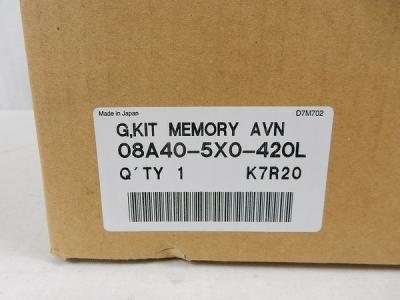 Made in Japan D7M702
G,KIT MEMORY AVN
08A40-5X0-420L
Q'TY 1 K7R20